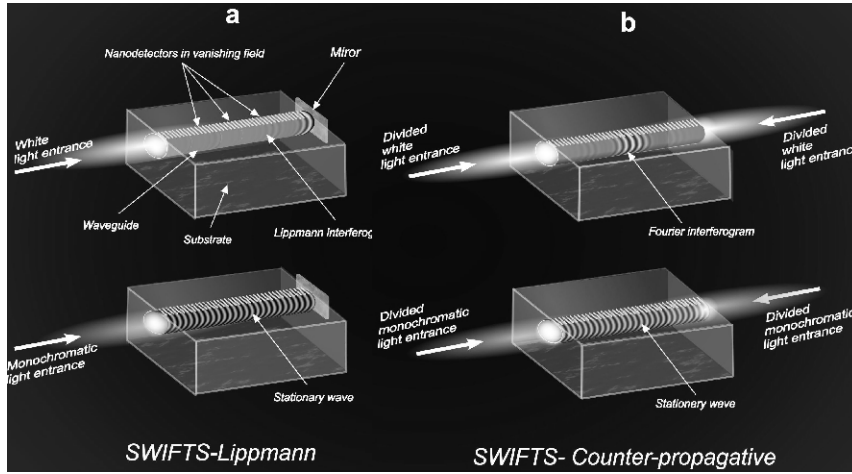 a
Nanodetectors in vanishing field
Miror
White
light entrance
Waveguide
Substrate
Lippmann Interferog
Monochromatic
light entrance
Stationary wave
SWIFTS-Lippmann
b
Divided
white
light entrance
Divided
white
light entranc
Fourier interferogram
Divided
monochromatic
light entrance
Divided
monochromatic
light entrance
Stationary wave
SWIFTS- Counter-propagative